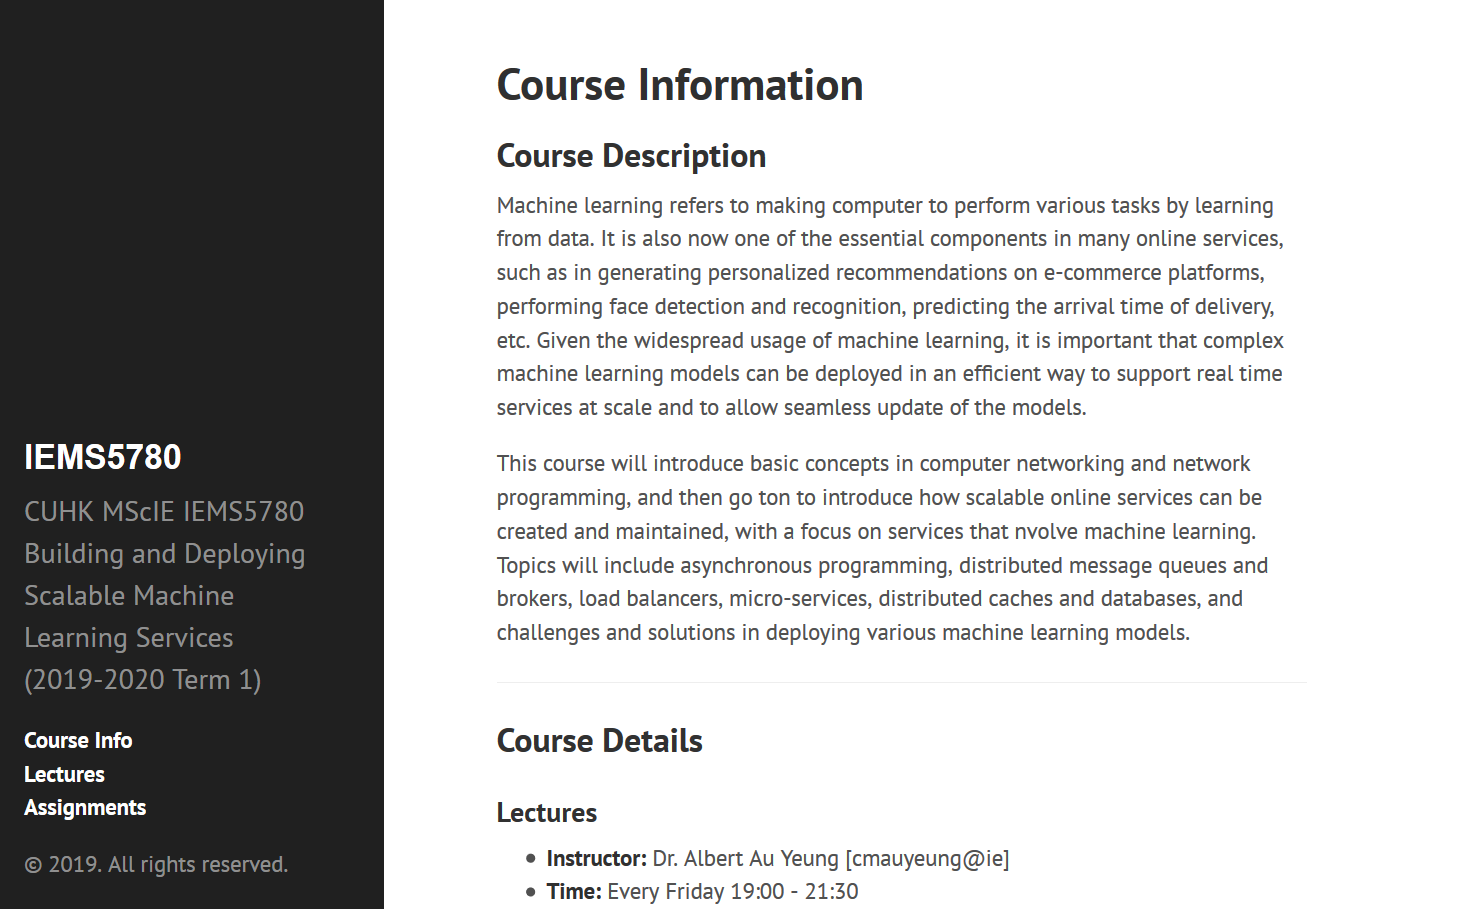 IEMS5780
CUHK MScIE IEMS5780
Building and Deploying
Scalable Machine
Learning Services
(2019-2020 Term 1)
Course Info
Lectures
Assignments
© 2019. All rights reserved.
Course Information
Course Description
Machine learning refers to making computer to perform various tasks by learning
from data. It is also now one of the essential components in many online services,
such as in generating personalized recommendations on e-commerce platforms,
performing face detection and recognition, predicting the arrival time of delivery,
etc. Given the widespread usage of machine learning, it is important that complex
machine learning models can be deployed in an efficient way to support real time
services at scale and to allow seamless update of the models.
This course will introduce basic concepts in computer networking and network
programming, and then go ton to introduce how scalable online services can be
created and maintained, with a focus on services that nvolve machine learning.
Topics will include asynchronous programming, distributed message queues and
brokers, load balancers, micro-services, distributed caches and databases, and
challenges and solutions in deploying various machine learning models.
Course Details
Lectures
• Instructor: Dr. Albert Au Yeung [cmauyeung@ie]
• Time: Every Friday 19:00 - 21:30